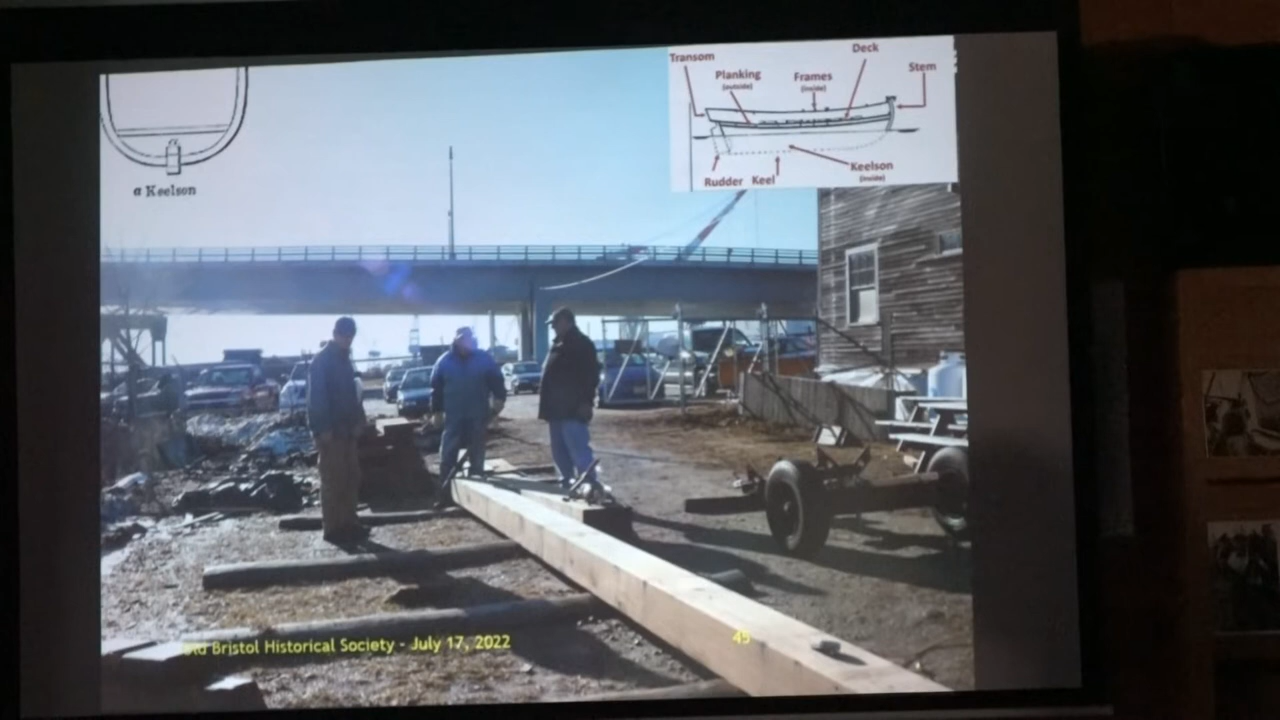 Deck
Transom
Stem
Planking
(outside)
Frames
(inside)
Keelson
(inside)
Rudder Keel
a Keelson
Old Bristol Historical Society - July 17, 2022
45